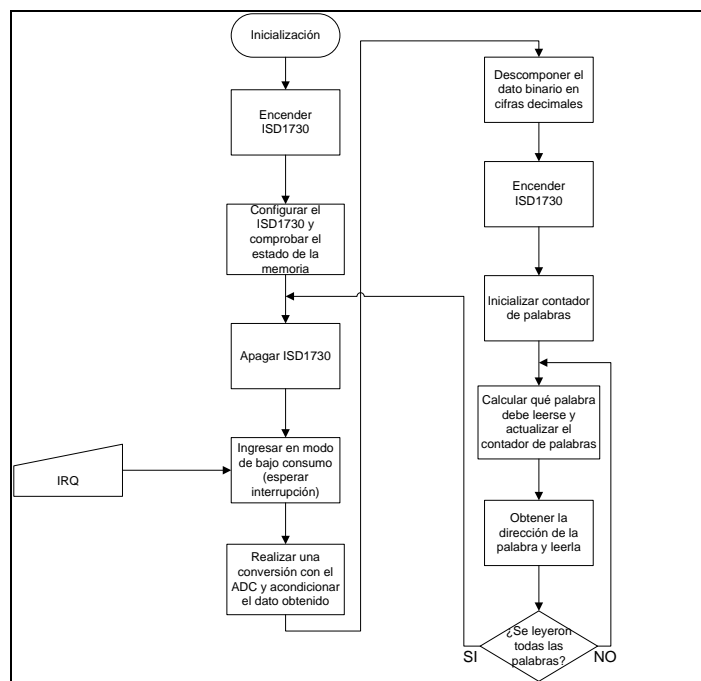 Inicialización
Encender
ISD1730
Configurar el
ISD1730 y
comprobar el
estado de la
memoria
Apagar ISD1730
IRQ
Ingresar en modo
de bajo consumo
(esperar
interrupción)
Realizar una
conversión con el
ADC y acondicionar
el dato obtenido
Descomponer el
dato binario en
cifras decimales
Encender
ISD1730
Inicializar contador
de palabras
Calcular qué palabra
debe leerse y
actualizar el
contador de palabras
Obtener la
dirección de la
palabra y leerla
¿Se leyeron
todas las
palabras?
SI
NO